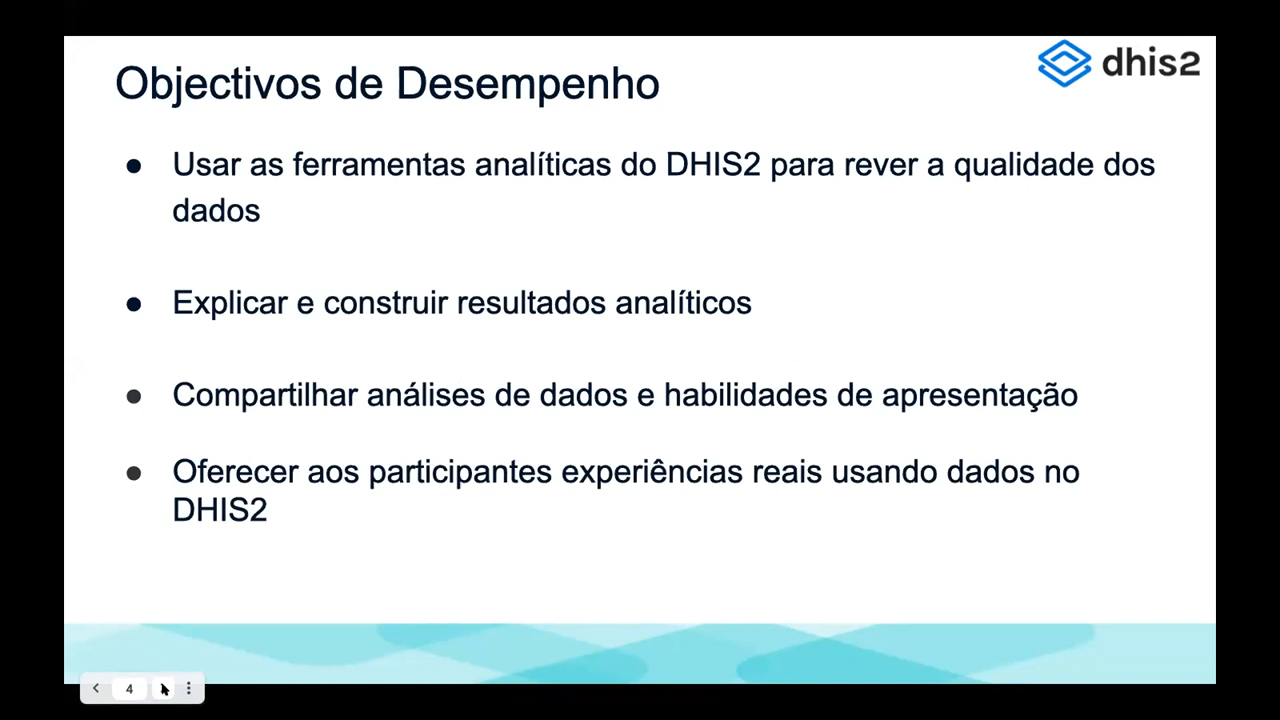 dhis2
Objectivos de Desempenho
● Usar as ferramentas analíticas do DHIS2 para rever a qualidade dos
dados
● Explicar e construir resultados analíticos
● Compartilhar análises de dados e habilidades de apresentação
● Oferecer aos participantes experiências reais usando dados no
DHIS2
4